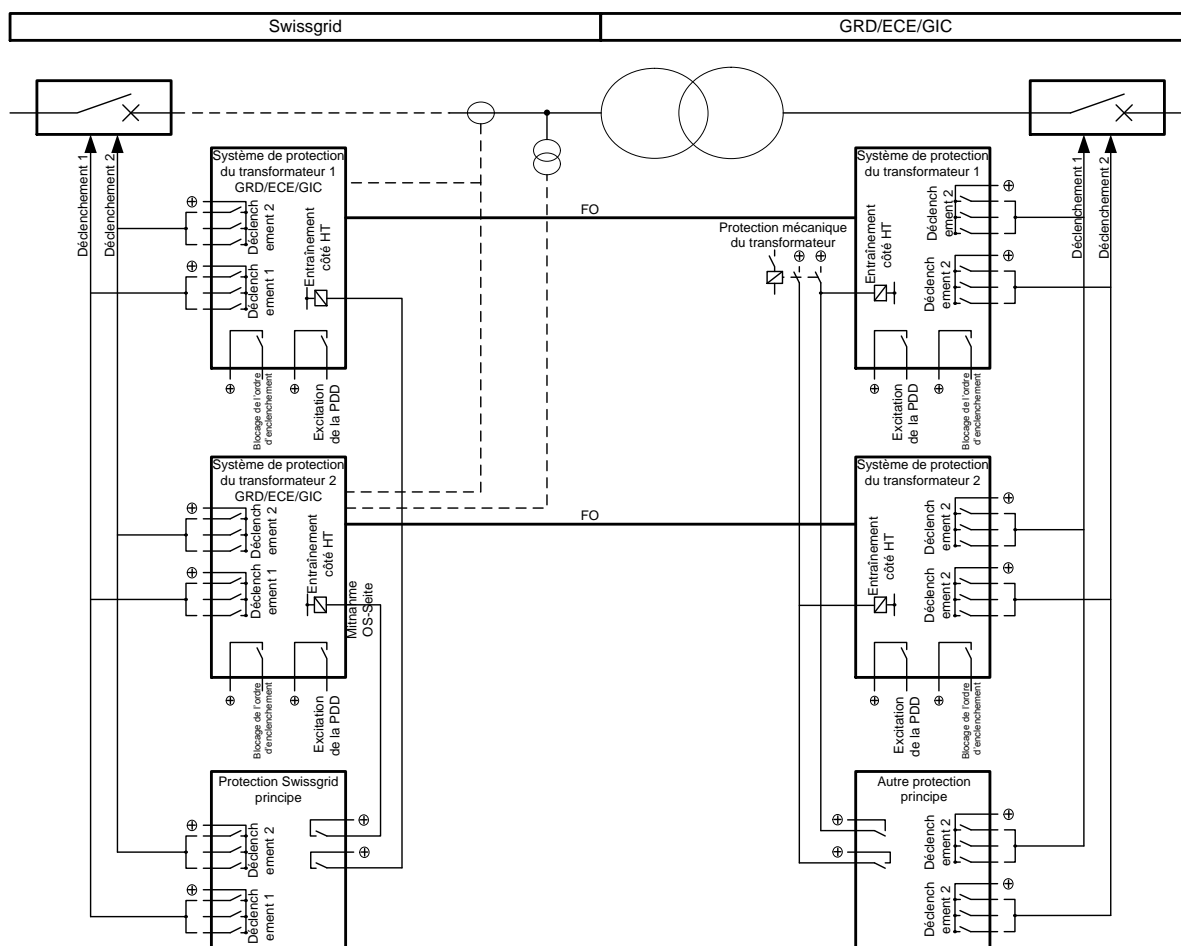 Swissgrid
GRD/ECE/GIC
Déclenchement 1
Déclenchement 2
Système de protection
du transformateur 1
GRD/ECE/GIC
Déclench
ement 2
Déclench
ement 1
Entraînement
côté HT
Blocage de l'ordre
d'enclenchement
Excitation
de la PDD
FO
Protection mécanique
du transformateur
Système de protection
du transformateur 1
Entraînement
côté HT
Déclench
ement 2
Déclench
ement 2
Excitation
de la PDD
Blocage de l'ordre
d'enclenchement
Déclenchement 1
Déclenchement 2
Système de protection
du transformateur 2
GRD/ECE/GIC
Déclench
ement 2
Déclench
ement 1
Entraînement
côté HT
Mitnahme
OS-Seite
Blocage de l'ordre
d'enclenchement
Excitation
de la PDD
FO
Système de protection
du transformateur 2
Entraînement
côté HT
Déclench
ement 2
Déclench
ement 2
Excitation
de la PDD
Blocage de l'ordre
d'enclenchement
Protection Swissgrid
principe
Déclench
ement 2
Déclench
ement 1
Autre protection
principe
Déclench
ement 2
Déclench
ement 2